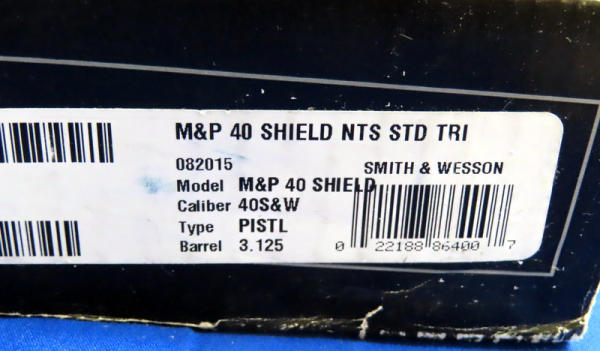 M&P 40 SHIELD NTS STD TRI
082015 SMITH & WESSON
Model M&P 40 SHIELD
Caliber 40S&W
Type PISTL
Barrel 3.125
0 22188 86400 7